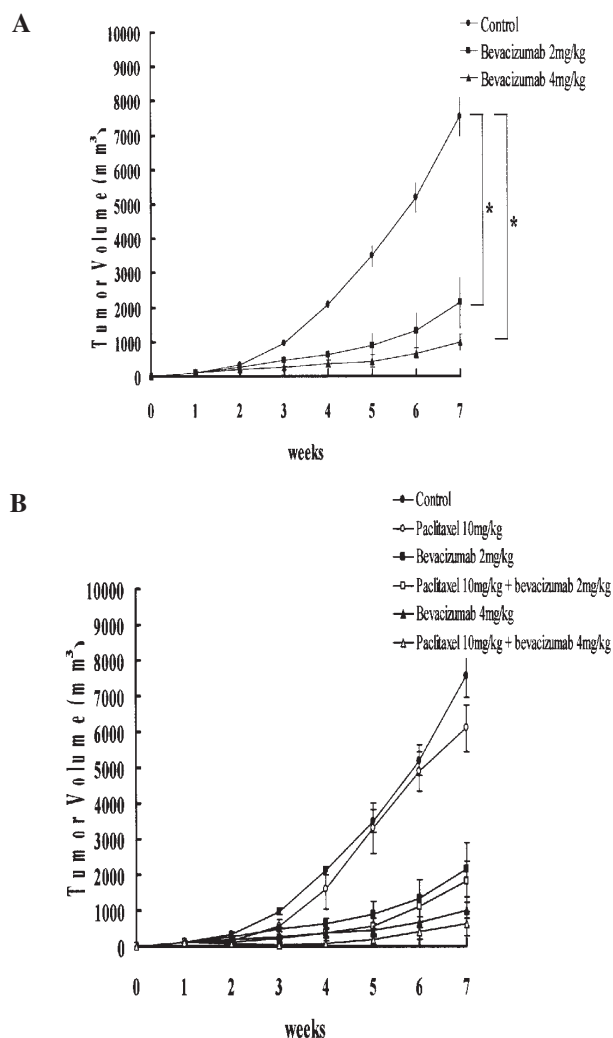 A
Control
Bevacizumab 2mg/kg
Bevacizumab 4mg/kg
Tumor Volume (m m³)
10000
9000
8000
7000
6000
5000
4000
3000
2000
1000
0
* *
0 1 2 3 4 5 6 7
weeks
B
Control
Paclitaxel 10mg/kg
Bevacizumab 2mg/kg
Paclitaxel 10mg/kg + bevacizumab 2mg/kg
Bevacizumab 4mg/kg
Paclitaxel 10mg/kg + bevacizumab 4mg/kg
Tumor Volume (m m³)
10000
9000
8000
7000
6000
5000
4000
3000
2000
1000
0
0 1 2 3 4 5 6 7
weeks